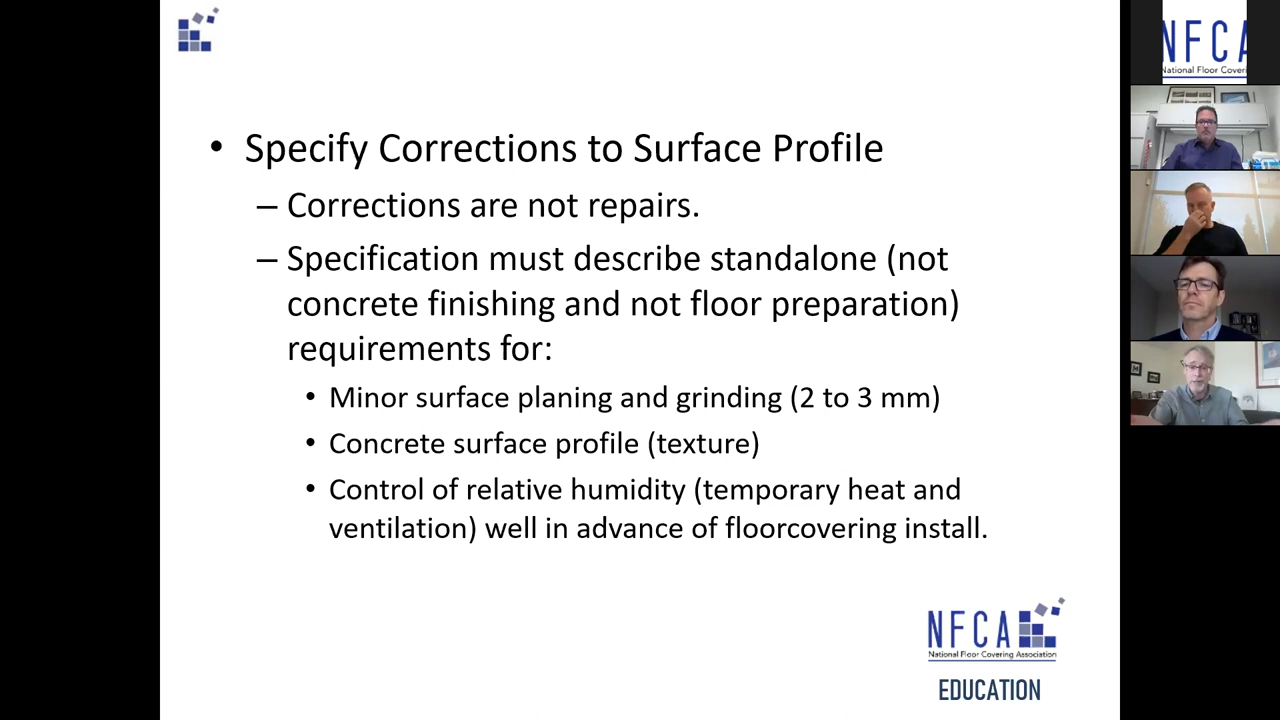 • Specify Corrections to Surface Profile
– Corrections are not repairs.
– Specification must describe standalone (not
concrete finishing and not floor preparation)
requirements for:
• Minor surface planing and grinding (2 to 3 mm)
• Concrete surface profile (texture)
• Control of relative humidity (temporary heat and
ventilation) well in advance of floorcovering install.
NFCA
National Floor Covering Association
EDUCATION
NFCA
National Floor Coveri